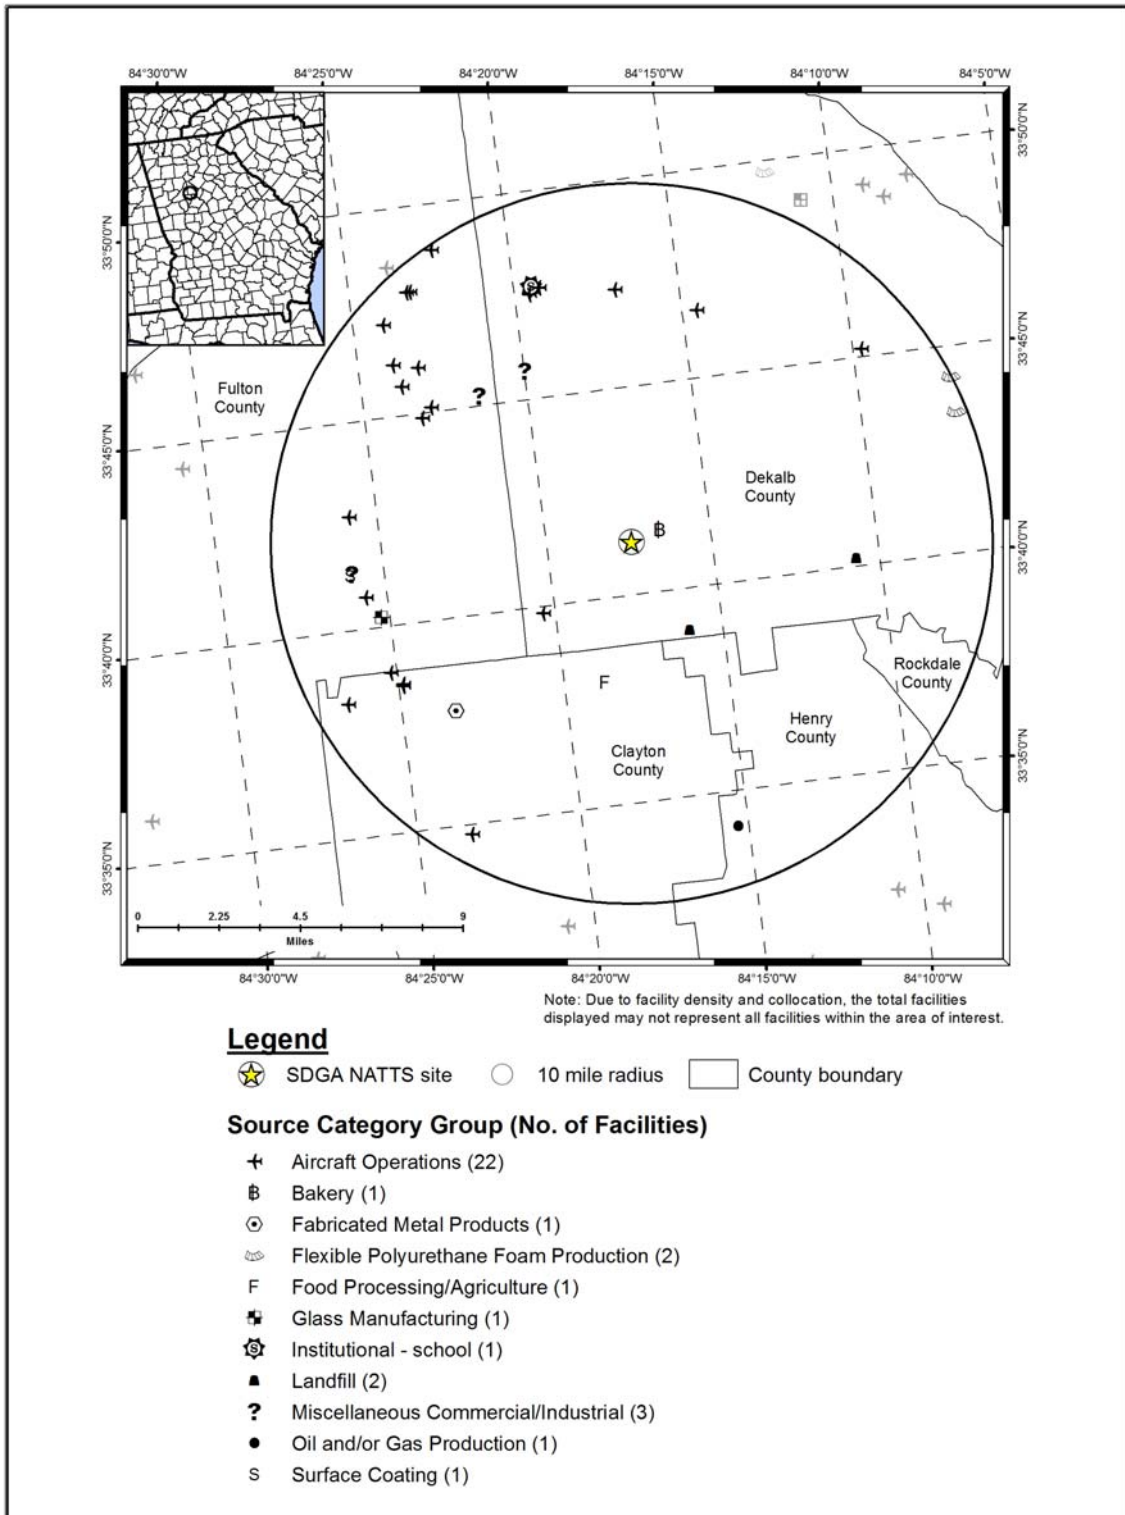 84°30'0"W 84°25'0"W 84°20'0"W 84°15'0"W 84°10'0"W 84°5'0"W
33°50'0"N
33°50'0"N
33°45'0"N
Fulton
County
33°45'0"N
Dekalb
County
33°40'0"N
33°40'0"N
Rockdale
County
F
Henry
County
Clayton
County
33°35'0"N
33°35'0"N
0 2.25 4.5 9
Miles
84°30'0"W 84°25'0"W 84°20'0"W 84°15'0"W 84°10'0"W
Note: Due to facility density and collocation, the total facilities
displayed may not represent all facilities within the area of interest.
Legend
SDGA NATTS site 10 mile radius County boundary
Source Category Group (No. of Facilities)
Aircraft Operations (22)
Bakery (1)
Fabricated Metal Products (1)
Flexible Polyurethane Foam Production (2)
F Food Processing/Agriculture (1)
Glass Manufacturing (1)
S Institutional - school (1)
Landfill (2)
? Miscellaneous Commercial/Industrial (3)
Oil and/or Gas Production (1)
S Surface Coating (1)